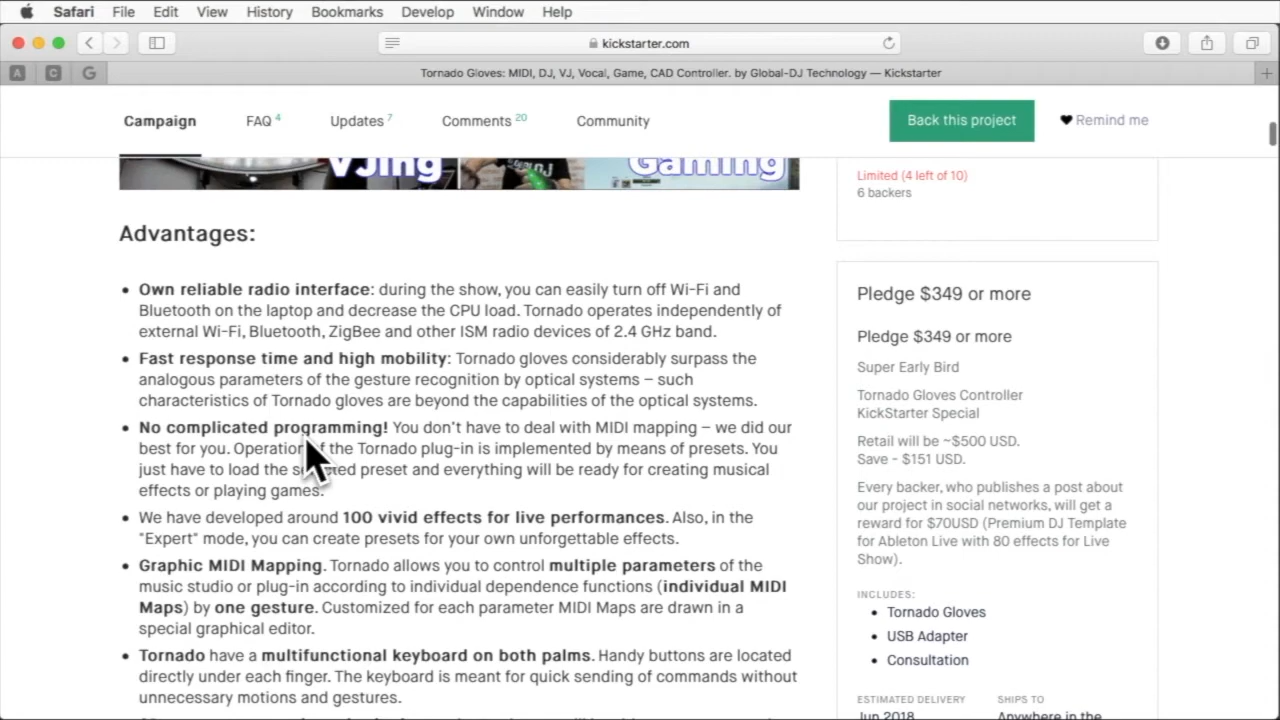 Safari File Edit View History Bookmarks Develop Window Help
kickstarter.com
A C G Tornado Gloves: MIDI, DJ, VJ, Vocal, Game, CAD Controller. by Global-DJ Technology — Kickstarter
Campaign FAQ 4 Updates 7 Comments 20 Community Back this project Remind me
VJing Gaming
Advantages:
• Own reliable radio interface: during the show, you can easily turn off Wi-Fi and
Bluetooth on the laptop and decrease the CPU load. Tornado operates independently of
external Wi-Fi, Bluetooth, ZigBee and other ISM radio devices of 2.4 GHz band.
• Fast response time and high mobility: Tornado gloves considerably surpass the
analogous parameters of the gesture recognition by optical systems – such
characteristics of Tornado gloves are beyond the capabilities of the optical systems.
• No complicated programming! You don't have to deal with MIDI mapping – we did our
best for you. Operation of the Tornado plug-in is implemented by means of presets. You
just have to load the selected preset and everything will be ready for creating musical
effects or playing games.
• We have developed around 100 vivid effects for live performances. Also, in the
"Expert" mode, you can create presets for your own unforgettable effects.
• Graphic MIDI Mapping. Tornado allows you to control multiple parameters of the
music studio or plug-in according to individual dependence functions (individual MIDI
Maps) by one gesture. Customized for each parameter MIDI Maps are drawn in a
special graphical editor.
• Tornado have a multifunctional keyboard on both palms. Handy buttons are located
directly under each finger. The keyboard is meant for quick sending of commands without
unnecessary motions and gestures.
Limited (4 left of 10)
6 backers
Pledge $349 or more
Pledge $349 or more
Super Early Bird
Tornado Gloves Controller
KickStarter Special
Retail will be ~$500 USD.
Save - $151 USD.
Every backer, who publishes a post about
our project in social networks, will get a
reward for $70USD (Premium DJ Template
for Ableton Live with 80 effects for Live
Show).
INCLUDES:
• Tornado Gloves
• USB Adapter
• Consultation
ESTIMATED DELIVERY SHIPS TO
Jun 2018 Anywhere in the